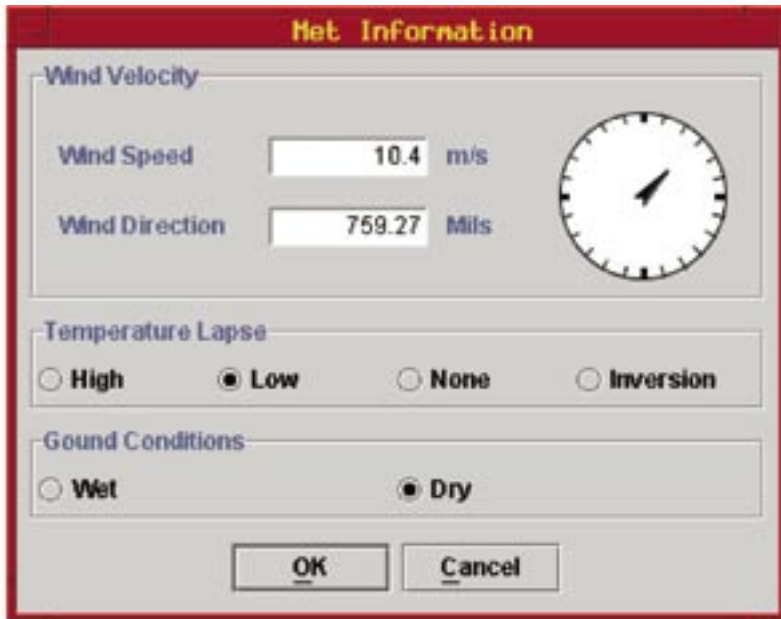 Met Information
Wind Velocity
Wind Speed 10.4 m/s
Wind Direction 759.27 Mils
Temperature Lapse
High Low None Inversion
Gound Conditions
Wet Dry
OK Cancel